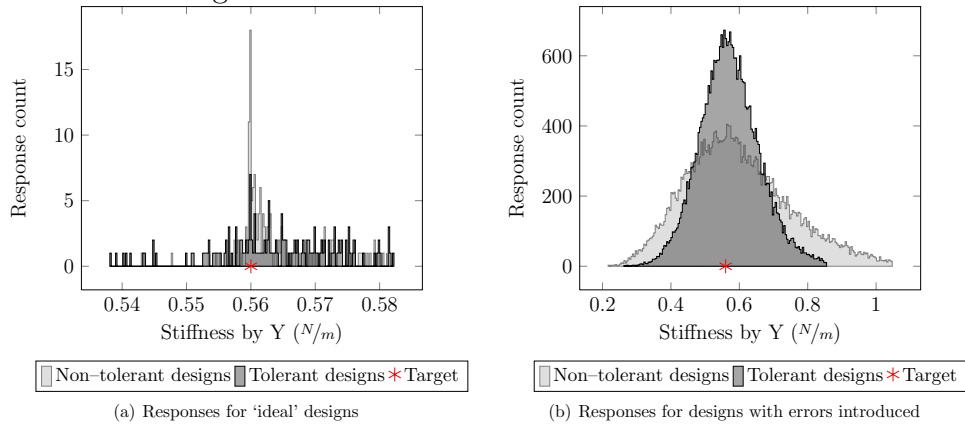 15
10
5
0
0.54
0.55
0.56
0.57
0.58
Response count
Stiffness by Y (N/m)
Non–tolerant designs Tolerant designs Target
(a) Responses for ‘ideal’ designs
600
400
200
0
0.2
0.4
0.6
0.8
1
Response count
Stiffness by Y (N/m)
Non–tolerant designs Tolerant designs Target
(b) Responses for designs with errors introduced